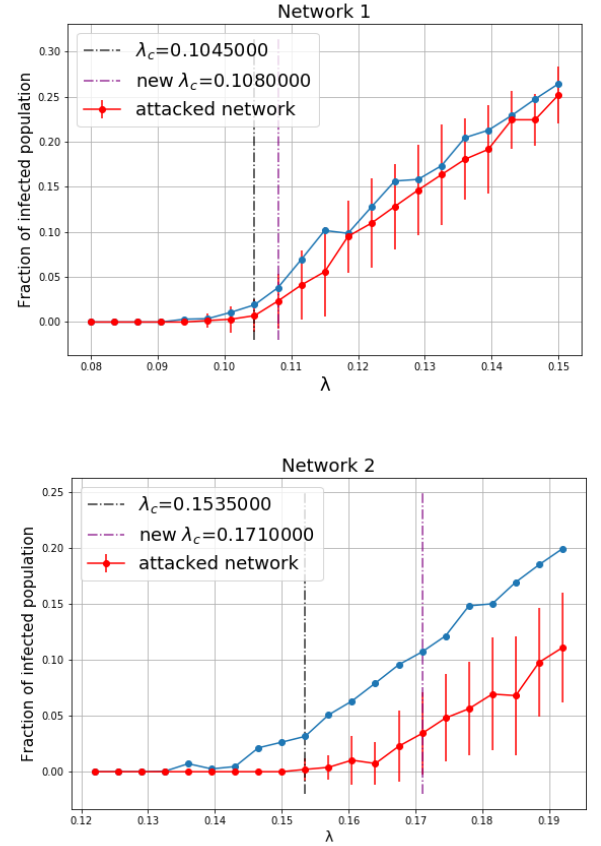 Network 1
λc=0.1045000
new λc=0.1080000
attacked network
Fraction of infected population
0.30
0.25
0.20
0.15
0.10
0.05
0.00
0.08 0.09 0.10 0.11 0.12 0.13 0.14 0.15
λ
Network 2
λc=0.1535000
new λc=0.1710000
attacked network
Fraction of infected population
0.25
0.20
0.15
0.10
0.05
0.00
0.12 0.13 0.14 0.15 0.16 0.17 0.18 0.19
λ